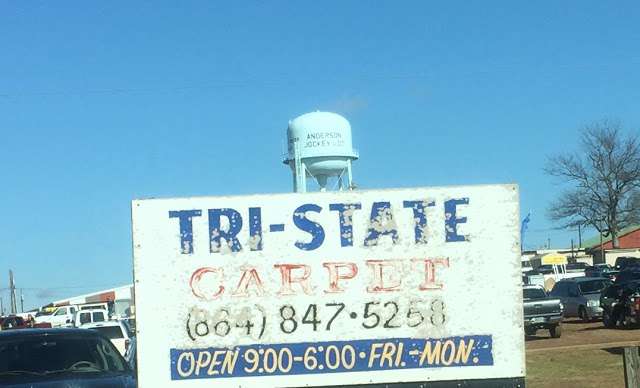 ANDERSON
JOCKEY LOT
TRI-STATE
CARPET
(864) 847•5258
OPEN 9:00-6:00•FRI.-MON.